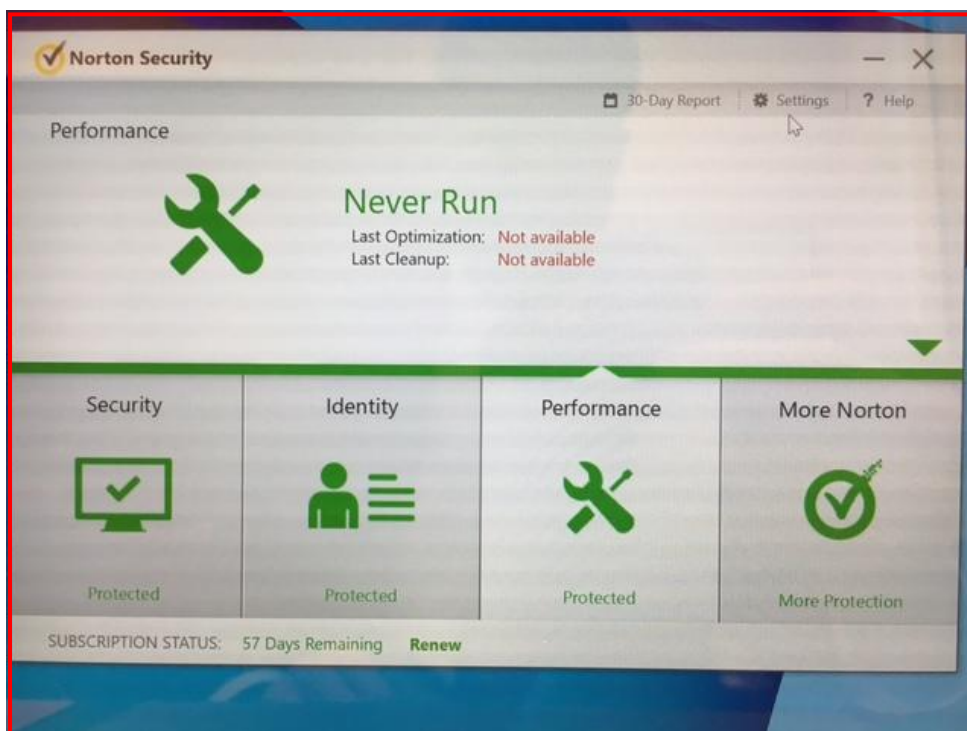 Norton Security
30-Day Report Settings ? Help
Performance
Never Run
Last Optimization: Not available
Last Cleanup: Not available
Security Identity Performance More Norton
Protected Protected Protected More Protection
SUBSCRIPTION STATUS: 57 Days Remaining Renew